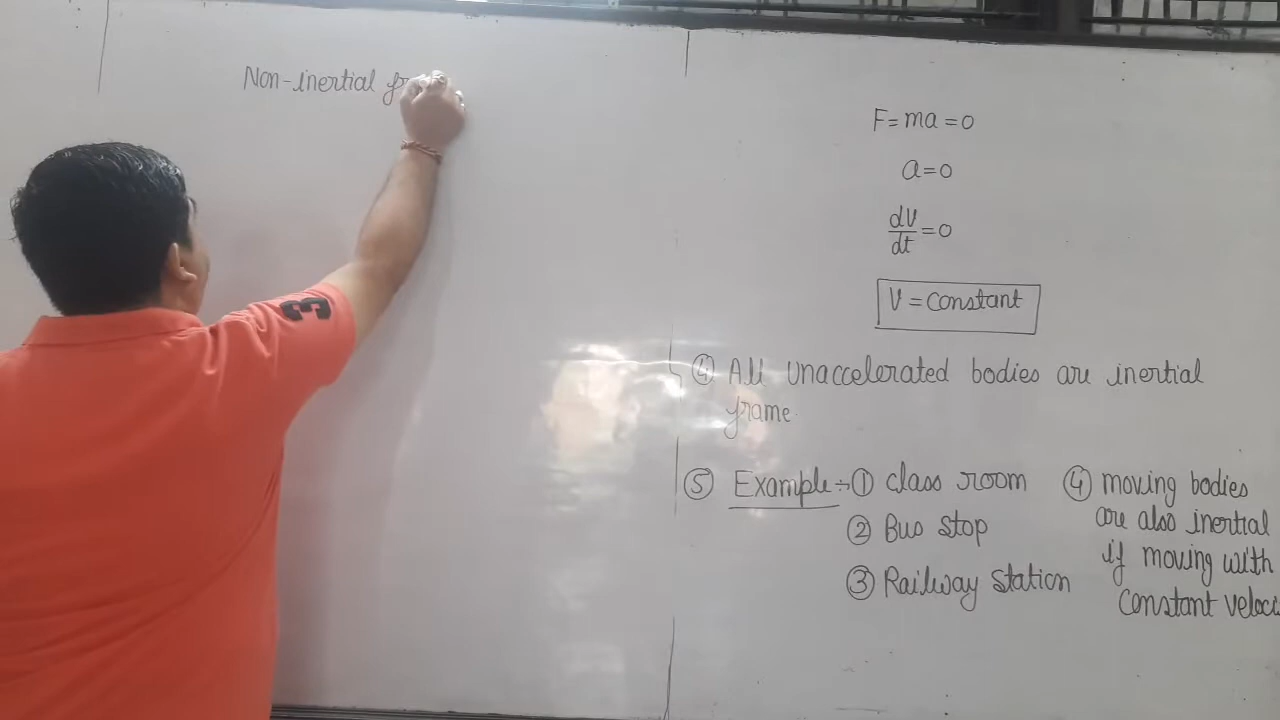 Non-inertial
F=ma=0
a=0
dV/dt=0
V=constant
④ All unaccelerated bodies are inertial
frame.
⑤ Example÷① class room
② Bus stop
③ Railway station
④ moving bodies
are also inertial
if moving with
constant
3